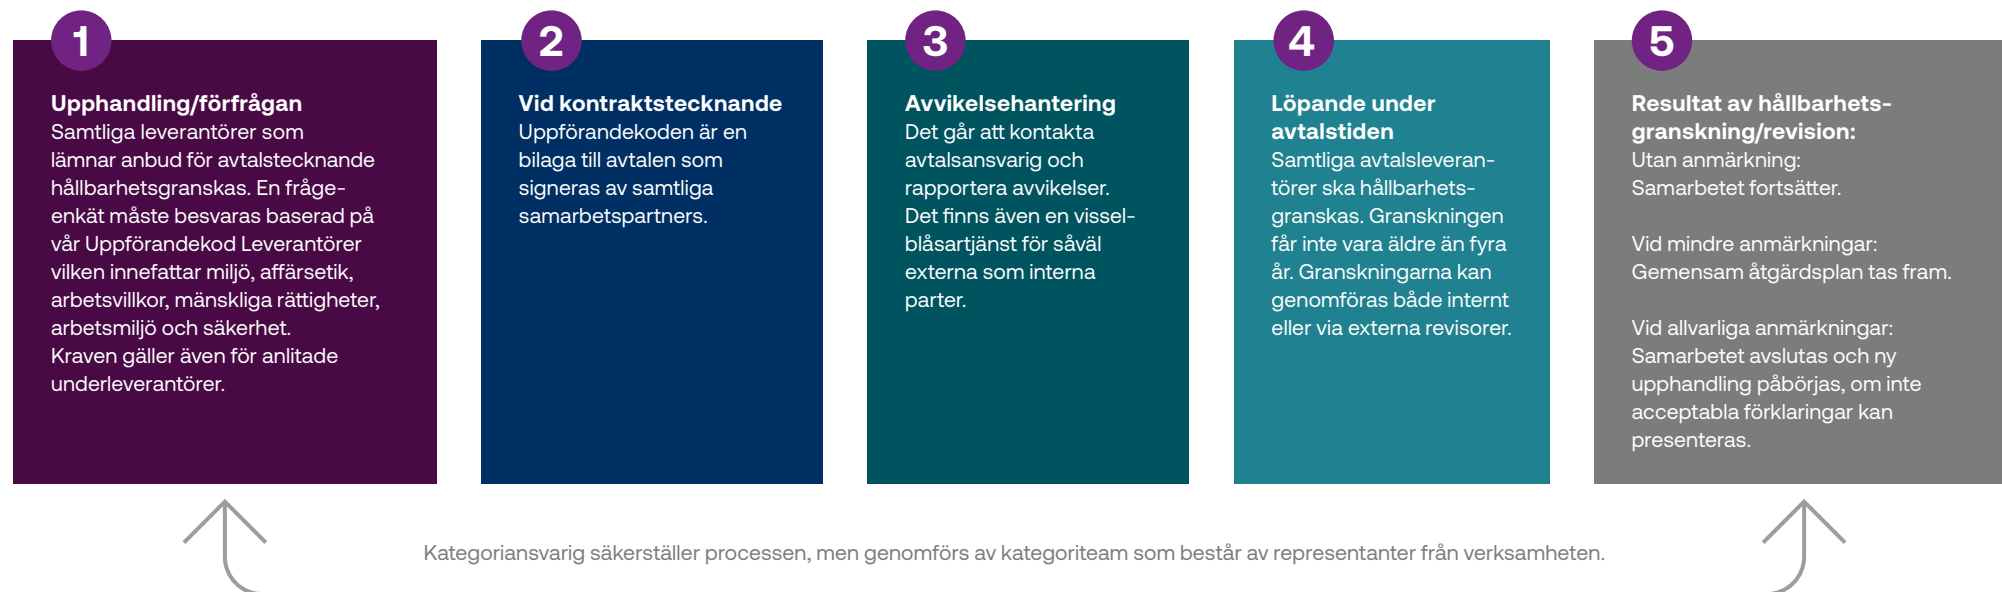 1
Upphandling/förfrågan
Samtliga leverantörer som
lämnar anbud för avtalstecknande
hållbarhetsgranskas. En fråge-
enkät måste besvaras baserad på
vår Uppförandekod Leverantörer
vilken innefattar miljö, affärsetik,
arbetsvillkor, mänskliga rättigheter,
arbetsmiljö och säkerhet.
Kraven gäller även för anlitade
underleverantörer.
2
Vid kontraktstecknande
Uppförandekoden är en
bilaga till avtalen som
signeras av samtliga
samarbetspartners.
3
Avvikelsehantering
Det går att kontakta
avtalsansvarig och
rapportera avvikelser.
Det finns även en vissel-
blåsartjänst för såväl
externa som interna
parter.
4
Löpande under
avtalstiden
Samtliga avtalsleveran-
törer ska hållbarhets-
granskas. Granskningen
får inte vara äldre än fyra
år. Granskningarna kan
genomföras både internt
eller via externa revisorer.
5
Resultat av hållbarhets-
granskning/revision:
Utan anmärkning:
Samarbetet fortsätter.
Vid mindre anmärkningar:
Gemensam åtgärdsplan tas fram.
Vid allvarliga anmärkningar:
Samarbetet avslutas och ny
upphandling påbörjas, om inte
acceptabla förklaringar kan
presenteras.
Kategoriansvarig säkerställer processen, men genomförs av kategoriteam som består av representanter från verksamheten.